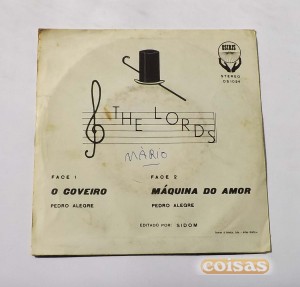 STEREO
THE LORDS
MÀRIO
FACE 1
FACE 2
O COVEIRO
MÁQUINA DO AMOR
PEDRO ALEGRE
PEDRO ALEGRE
EDITADO POR: SIDOM
coisas